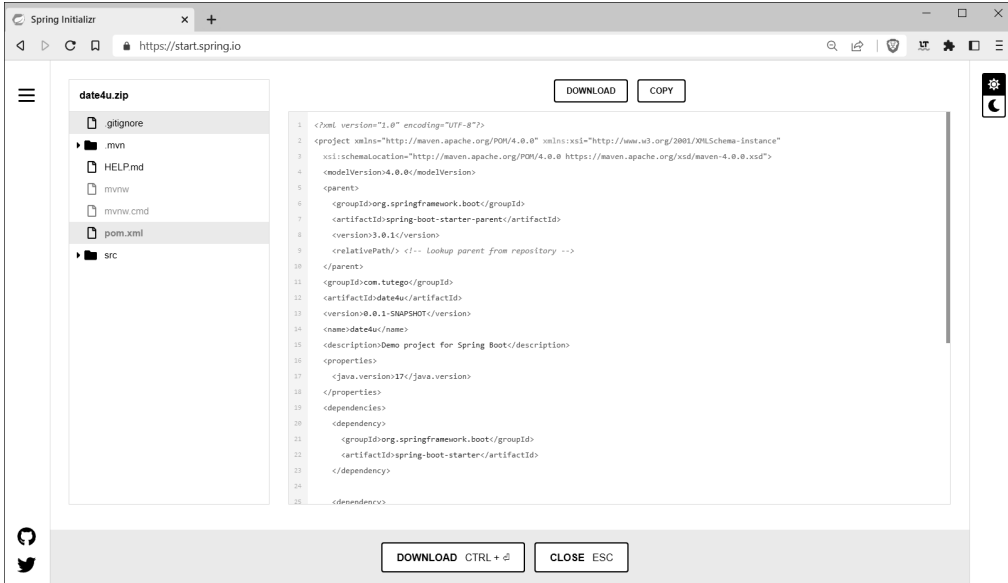 Spring Initializr
https://start.spring.io
date4u.zip
.gitignore
.mvn
HELP.md
mvnw
mvnw.cmd
pom.xml
src
DOWNLOAD COPY
1 <?xml version="1.0" encoding="UTF-8"?>
2 <project xmlns="http://maven.apache.org/POM/4.0.0" xmlns:xsi="http://www.w3.org/2001/XMLSchema-instance"
3 xsi:schemaLocation="http://maven.apache.org/POM/4.0.0 https://maven.apache.org/xsd/maven-4.0.0.xsd">
4 <modelVersion>4.0.0</modelVersion>
5 <parent>
6 <groupId>org.springframework.boot</groupId>
7 <artifactId>spring-boot-starter-parent</artifactId>
8 <version>3.0.1</version>
9 <relativePath/> <!-- lookup parent from repository -->
10 </parent>
11 <groupId>com.tutego</groupId>
12 <artifactId>date4u</artifactId>
13 <version>0.0.1-SNAPSHOT</version>
14 <name>date4u</name>
15 <description>Demo project for Spring Boot</description>
16 <properties>
17 <java.version>17</java.version>
18 </properties>
19 <dependencies>
20 <dependency>
21 <groupId>org.springframework.boot</groupId>
22 <artifactId>spring-boot-starter</artifactId>
23 </dependency>
24
25 <dependency>
DOWNLOAD CTRL + ⏎ CLOSE ESC